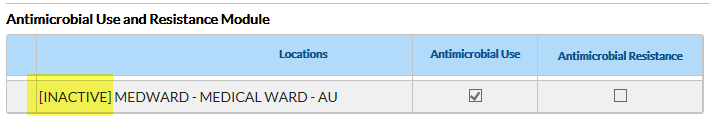 Antimicrobial Use and Resistance Module
Locations Antimicrobial Use Antimicrobial Resistance
[INACTIVE] MEDWARD - MEDICAL WARD - AU